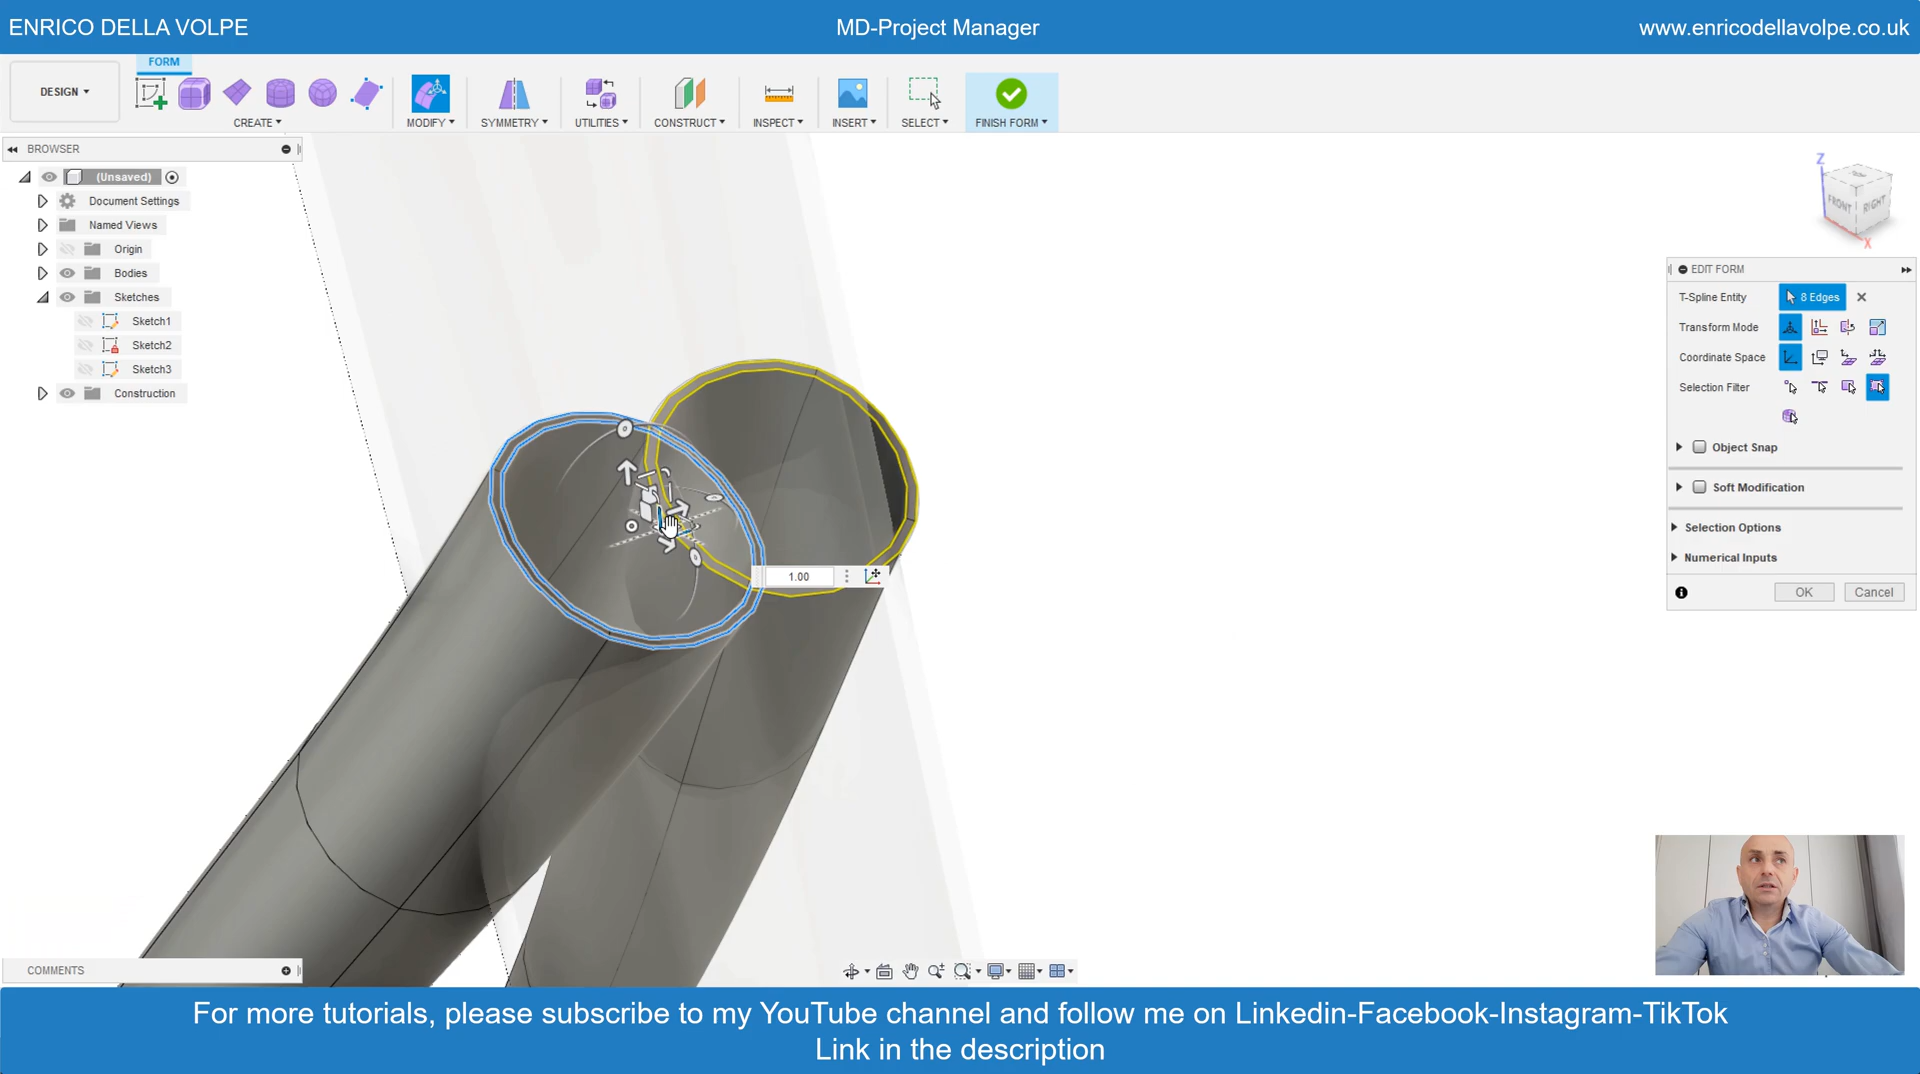 ENRICO DELLA VOLPE
MD-Project Manager
www.enricodellavolpe.co.uk
FORM
DESIGN
CREATE
MODIFY
SYMMETRY
UTILITIES
CONSTRUCT
INSPECT
INSERT
SELECT
FINISH FORM
BROWSER
(Unsaved)
Document Settings
Named Views
Origin
Bodies
Sketches
Sketch1
Sketch2
Sketch3
Construction
Z
FRONT
RIGHT
X
EDIT FORM
T-Spline Entity
8 Edges
Transform Mode
Coordinate Space
Selection Filter
Object Snap
Soft Modification
Selection Options
Numerical Inputs
OK
Cancel
1.00
COMMENTS
For more tutorials, please subscribe to my YouTube channel and follow me on Linkedin-Facebook-Instagram-TikTok
Link in the description